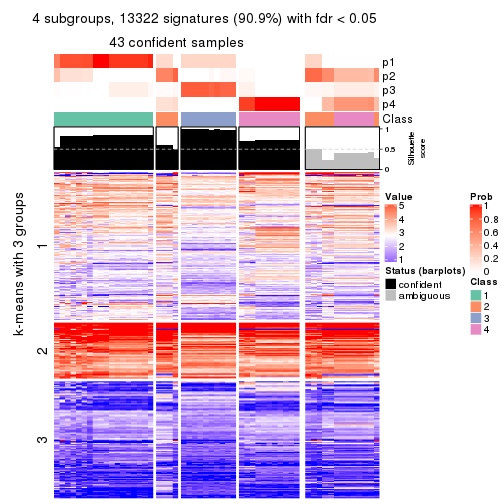 4 subgroups, 13322 signatures (90.9%) with fdr < 0.05
43 confident samples
p1
p2
p3
p4
Class
1
0.5
0
Silhouette
score
k-means with 3 groups
1
2
3
Value
5
4
3
2
1
Status (barplots)
confident
ambiguous
Prob
1
0.8
0.6
0.4
0.2
0
Class
1
2
3
4